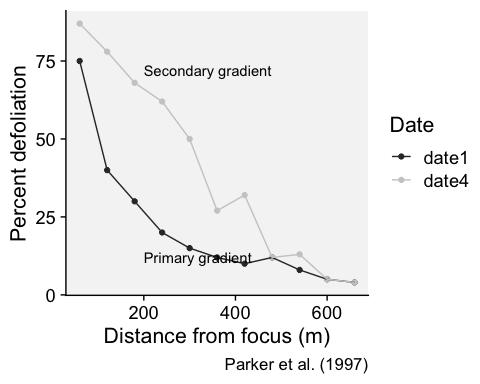 Percent defoliation
75
50
25
0
Secondary gradient
Primary gradient
200
400
600
Distance from focus (m)
Date
date1
date4
Parker et al. (1997)